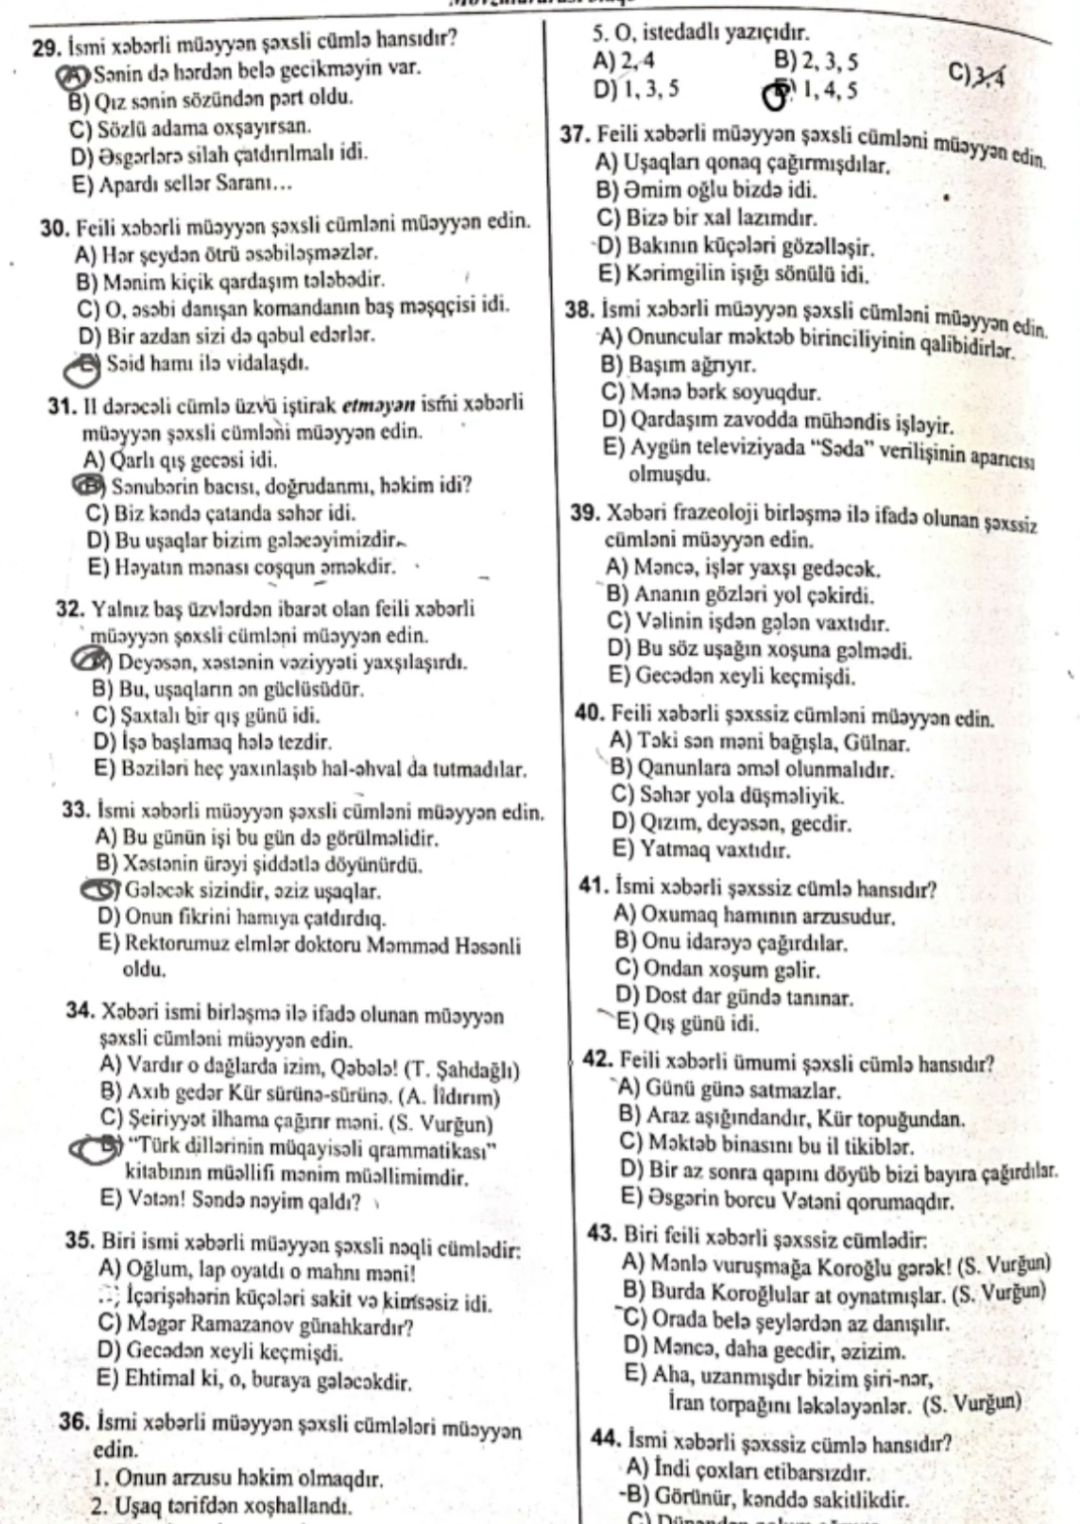 29. İsmi xəbərli müəyyən şəxsli cümlə hansıdır?
A) Sənin də hərdən belə gecikməyin var.
B) Qız sənin sözündən pərt oldu.
C) Sözlü adama oxşayırsan.
D) Əsgərlərə silah çatdırılmalı idi.
E) Apardı sellər Saranı...
30. Feili xəbərli müəyyən şəxsli cümləni müəyyən edin.
A) Hər şeydən ötrü əsəbiləşməzlər.
B) Mənim kiçik qardaşım tələbədir.
C) O, əsəbi danışan komandanın baş məşqçisi idi.
D) Bir azdan sizi də qəbul edərlər.
E) Səid hamı ilə vidalaşdı.
31. II dərəcəli cümlə üzvü iştirak etməyən ismi xəbərli
müəyyən şəxsli cümləni müəyyən edin.
A) Qarlı qış gecəsi idi.
B) Sənubərin bacısı, doğrudanmı, həkim idi?
C) Biz kəndə çatanda səhər idi.
D) Bu uşaqlar bizim gələcəyimizdir.
E) Həyatın mənası coşqun əməkdir.
32. Yalnız baş üzvlərdən ibarət olan feili xəbərli
müəyyən şəxsli cümləni müəyyən edin.
A) Deyəsən, xəstənin vəziyyəti yaxşılaşırdı.
B) Bu, uşaqların ən güclüsüdür.
C) Şaxtalı bir qış günü idi.
D) İşə başlamaq hələ tezdir.
E) Bəziləri heç yaxınlaşıb hal-əhval da tutmadılar.
33. İsmi xəbərli müəyyən şəxsli cümləni müəyyən edin.
A) Bu günün işi bu gün də görülməlidir.
B) Xəstənin ürəyi şiddətlə döyünürdü.
C) Gələcək sizindir, əziz uşaqlar.
D) Onun fikrini hamıya çatdırdıq.
E) Rektorumuz elmlər doktoru Məmməd Həsənli
oldu.
34. Xəbəri ismi birləşmə ilə ifadə olunan müəyyən
şəxsli cümləni müəyyən edin.
A) Vardır o dağlarda izim, Qəbələ! (T. Şahdağlı)
B) Axıb gedər Kür sürünə-sürünə. (A. İldırım)
C) Şeiriyyət ilhama çağırır məni. (S. Vurğun)
D) “Türk dillərinin müqayisəli qrammatikası”
kitabının müəllifi mənim müəllimimdir.
E) Vətən! Səndə nəyim qaldı?
35. Biri ismi xəbərli müəyyən şəxsli nəqli cümlədir:
A) Oğlum, lap oyatdı o mahnı məni!
İçərişəhərin küçələri sakit və kimsəsiz idi.
C) Məgər Ramazanov günahkardır?
D) Gecədən xeyli keçmişdi.
E) Ehtimal ki, o, buraya gələcəkdir.
36. İsmi xəbərli müəyyən şəxsli cümlələri müəyyən
edin.
1. Onun arzusu həkim olmaqdır.
2. Uşaq tərifdən xoşhallandı.
5. O, istedadlı yazıçıdır.
A) 2, 4 B) 2, 3, 5 C) 3,4
D) 1, 3, 5 E) 1, 4, 5
37. Feili xəbərli müəyyən şəxsli cümləni müəyyən edin.
A) Uşaqları qonaq çağırmışdılar.
B) Əmim oğlu bizdə idi.
C) Bizə bir xal lazımdır.
D) Bakının küçələri gözəlləşir.
E) Kərimgilin işığı sönülü idi.
38. İsmi xəbərli müəyyən şəxsli cümləni müəyyən edin.
A) Onuncular məktəb birinciliyinin qalibidirlər.
B) Başım ağrıyır.
C) Mənə bərk soyuqdur.
D) Qardaşım zavodda mühəndis işləyir.
E) Aygün televiziyada “Səda” verilişinin aparıcısı
olmuşdu.
39. Xəbəri frazeoloji birləşmə ilə ifadə olunan şəxssiz
cümləni müəyyən edin.
A) Məncə, işlər yaxşı gedəcək.
B) Ananın gözləri yol çəkirdi.
C) Vəlinin işdən gələn vaxtıdır.
D) Bu söz uşağın xoşuna gəlmədi.
E) Gecədən xeyli keçmişdi.
40. Feili xəbərli şəxssiz cümləni müəyyən edin.
A) Təki sən məni bağışla, Gülnar.
B) Qanunlara əməl olunmalıdır.
C) Səhər yola düşməliyik.
D) Qızım, deyəsən, gecdir.
E) Yatmaq vaxtıdır.
41. İsmi xəbərli şəxssiz cümlə hansıdır?
A) Oxumaq hamının arzusudur.
B) Onu idarəyə çağırdılar.
C) Ondan xoşum gəlir.
D) Dost dar gündə tanınar.
E) Qış günü idi.
42. Feili xəbərli ümumi şəxsli cümlə hansıdır?
A) Günü günə satmazlar.
B) Araz aşığındandır, Kür topuğundan.
C) Məktəb binasını bu il tikiblər.
D) Bir az sonra qapını döyüb bizi bayıra çağırdılar.
E) Əsgərin borcu Vətəni qorumaqdır.
43. Biri feili xəbərli şəxssiz cümlədir:
A) Mənlə vuruşmağa Koroğlu gərək! (S. Vurğun)
B) Burda Koroğlular at oynatmışlar. (S. Vurğun)
C) Orada belə şeylərdən az danışılır.
D) Məncə, daha gecdir, əzizim.
E) Aha, uzanmışdır bizim şiri-nər,
İran torpağını ləkələyənlər. (S. Vurğun)
44. İsmi xəbərli şəxssiz cümlə hansıdır?
A) İndi çoxları etibarsızdır.
B) Görünür, kənddə sakitlikdir.